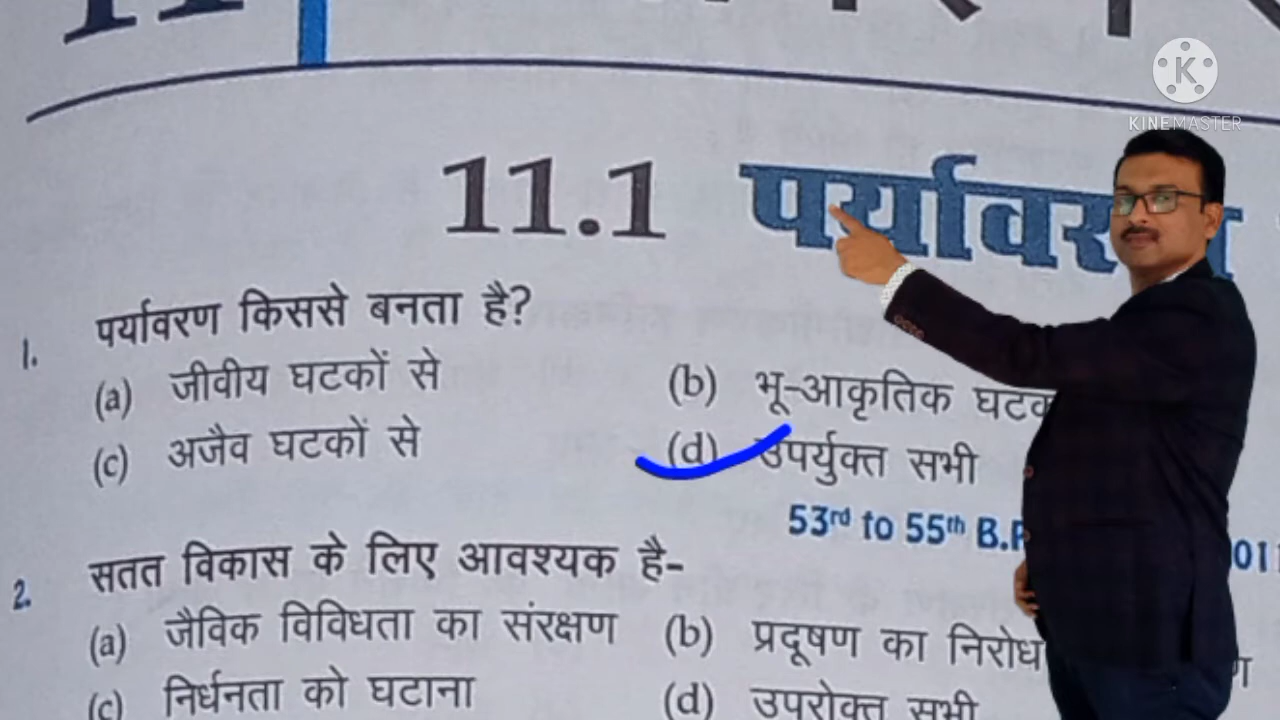 KINEMASTER
11.1 पर्यावरण
1. पर्यावरण किससे बनता है?
(a) जीवीय घटकों से (b) भू-आकृतिक
(c) अजैव घटकों से (d) उपर्युक्त सभी
53rd to 55th
2. सतत विकास के लिए आवश्यक है-
(a) जैविक विविधता का संरक्षण (b) प्रदूषण का
(c) निर्धनता को घटाना (d) उपरोक्त सभी